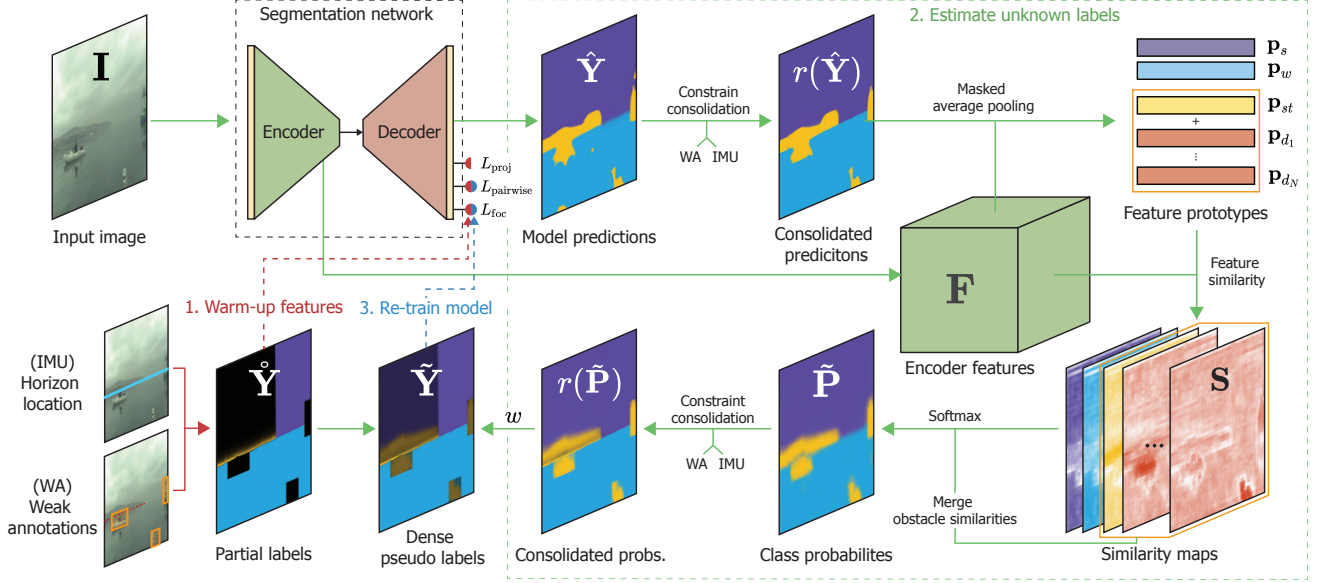 Segmentation network
2. Estimate unknown labels
I
Encoder
Decoder
L_proj
L_pairwise
L_foc
Input image
Ŷ
Model predictions
Constrain
consolidation
WA IMU
r(Ŷ)
Consolidated
predicitons
Masked
average pooling
p_s
p_w
p_st
+
p_d_1
⋮
p_d_N
Feature prototypes
F
Encoder features
Feature
similarity
1. Warm-up features
3. Re-train model
(IMU)
Horizon
location
(WA)
Weak
annotations
Y̊
Partial labels
Ỹ
Dense
pseudo labels
w
r(P̃)
Consolidated probs.
Constraint
consolidation
WA IMU
P̃
Class probabilites
Softmax
Merge
obstacle similarities
S
...
Similarity maps